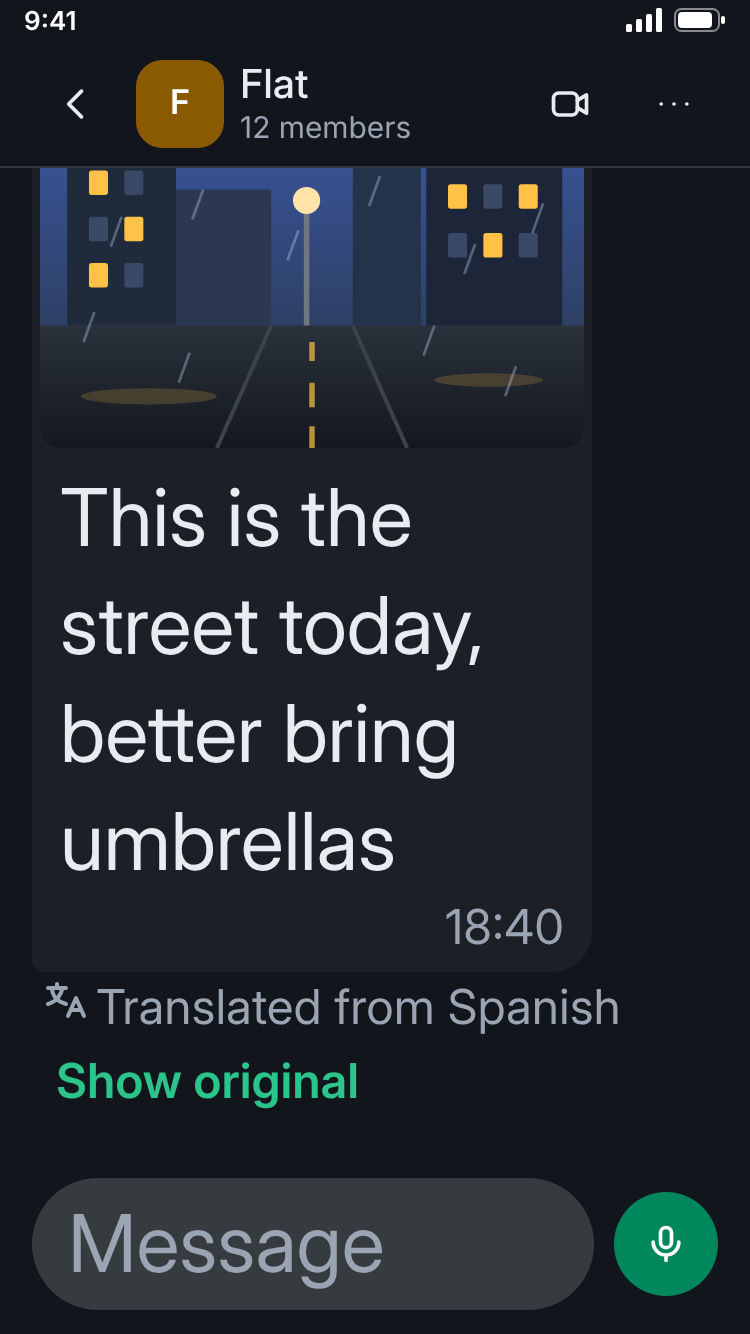 9:41
F
Flat
12 members
This is the
street today,
better bring
umbrellas
18:40
Translated from Spanish
Show original
Message